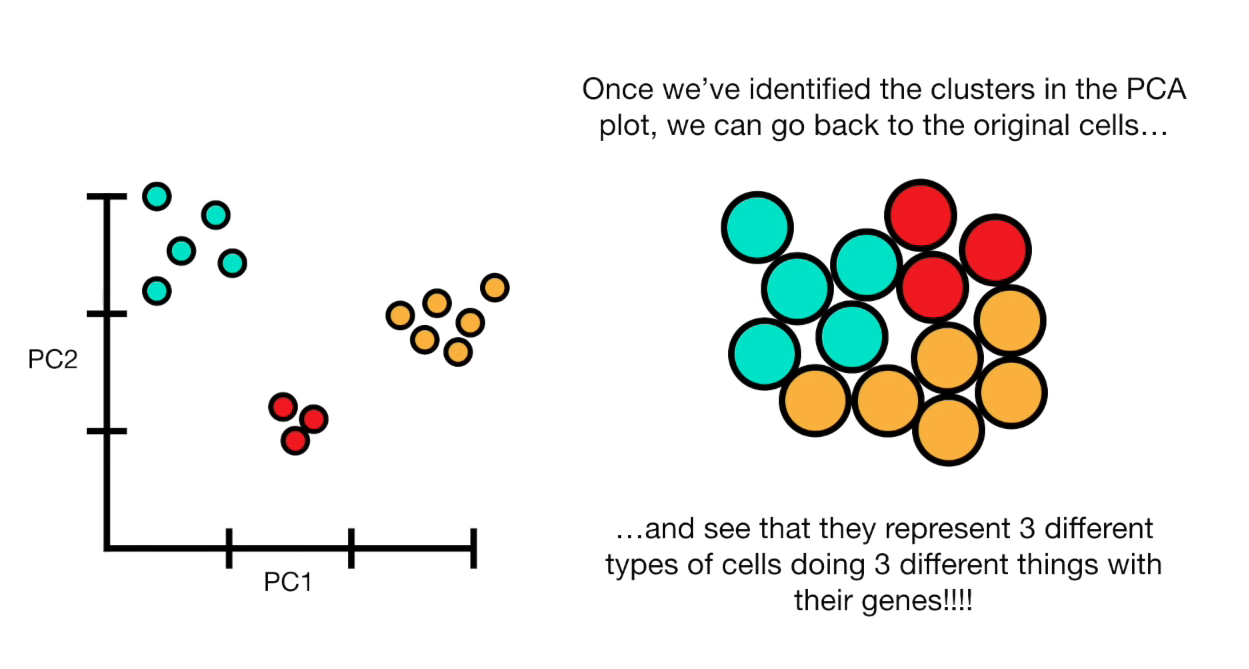 Once we’ve identified the clusters in the PCA
plot, we can go back to the original cells…
PC2
PC1
…and see that they represent 3 different
types of cells doing 3 different things with
their genes!!!!